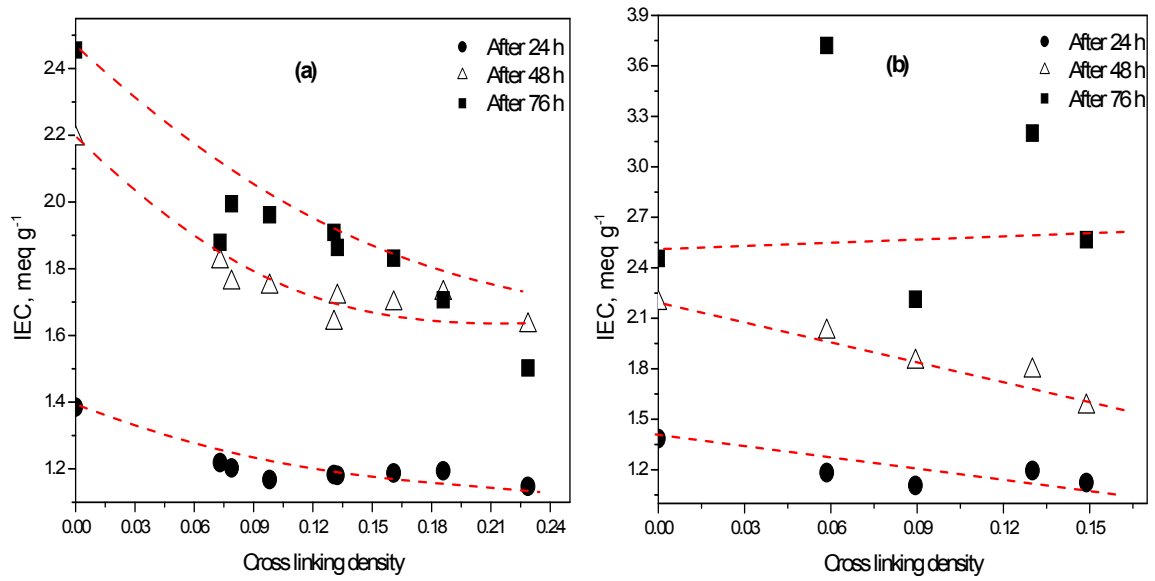 (a)
After 24 h
After 48 h
After 76 h
2.4
2.2
2.0
1.8
1.6
1.4
1.2
IEC, meq g⁻¹
0.00 0.03 0.06 0.09 0.12 0.15 0.18 0.21 0.24
Cross linking density
(b)
After 24 h
After 48 h
After 76 h
3.9
3.6
3.3
3.0
2.6
2.4
2.1
1.8
1.5
1.2
IEC, meq g⁻¹
0.00 0.03 0.06 0.09 0.12 0.15
Cross linking density